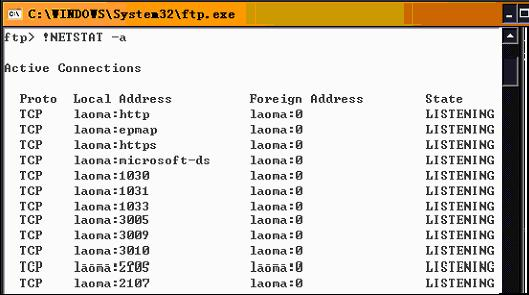 C:\WINDOWS\System32\ftp.exe
ftp> !NETSTAT -a
Active Connections
Proto Local Address Foreign Address State
TCP laoma:http laoma:0 LISTENING
TCP laoma:epmap laoma:0 LISTENING
TCP laoma:https laoma:0 LISTENING
TCP laoma:microsoft-ds laoma:0 LISTENING
TCP laoma:1030 laoma:0 LISTENING
TCP laoma:1031 laoma:0 LISTENING
TCP laoma:1033 laoma:0 LISTENING
TCP laoma:3005 laoma:0 LISTENING
TCP laoma:3009 laoma:0 LISTENING
TCP laoma:3010 laoma:0 LISTENING
TCP laoma:2105 laoma:0 LISTENING
TCP laoma:2107 laoma:0 LISTENING